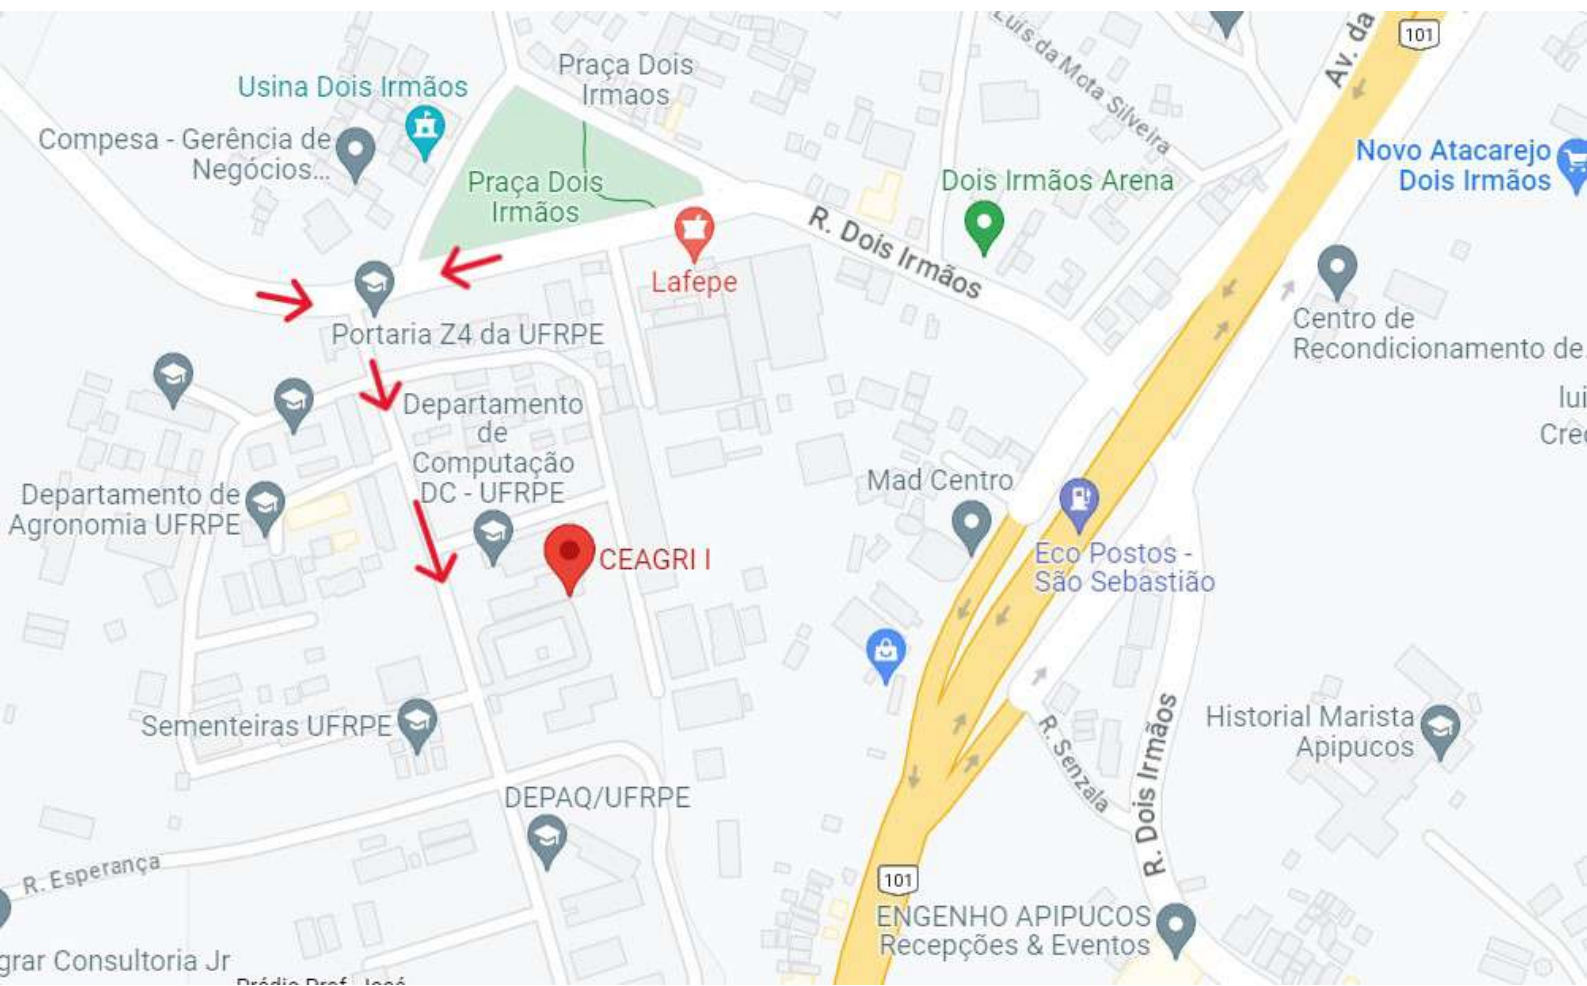 Luís da Mota Silveira
Av. da
101
Praça Dois
Irmãos
Usina Dois Irmãos
Compesa - Gerência de
Negócios...
Praça Dois
Irmãos
Dois Irmãos Arena
Novo Atacarejo
Dois Irmãos
R. Dois Irmãos
Lafepe
Portaria Z4 da UFRPE
Centro de
Recondicionamento de
Departamento
de
Computação
DC - UFRPE
Departamento de
Agronomia UFRPE
Mad Centro
CEAGRI I
Eco Postos -
São Sebastião
Sementeiras UFRPE
Historial Marista
Apipucos
R. Senzala
R. Dois Irmãos
DEPAQ/UFRPE
R. Esperança
101
ENGENHO APIPUCOS
Recepções & Eventos
grar Consultoria Jr